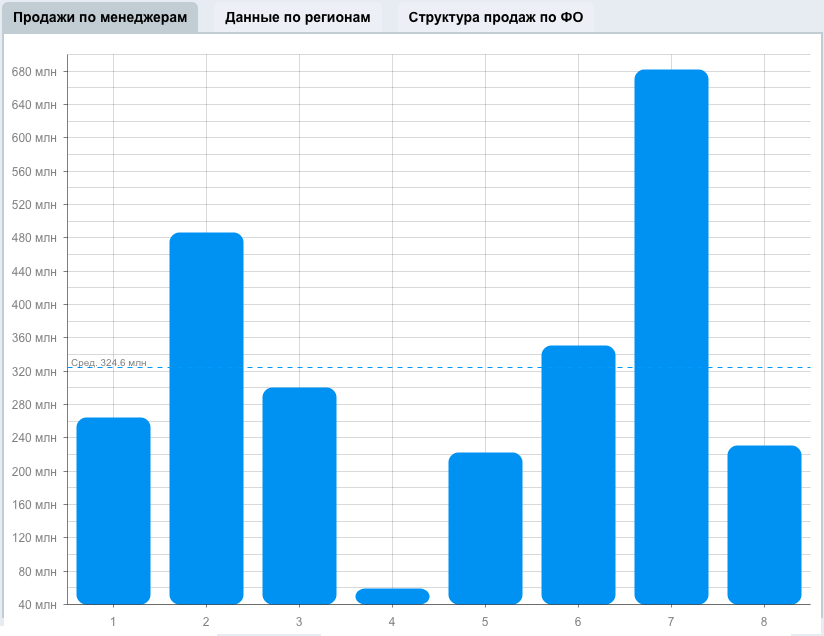 Продажи по менеджерам
Данные по регионам
Структура продаж по ФО
680 млн
640 млн
600 млн
560 млн
520 млн
480 млн
440 млн
400 млн
360 млн
Сред. 324,6 млн
320 млн
280 млн
240 млн
200 млн
160 млн
120 млн
80 млн
40 млн
1 2 3 4 5 6 7 8